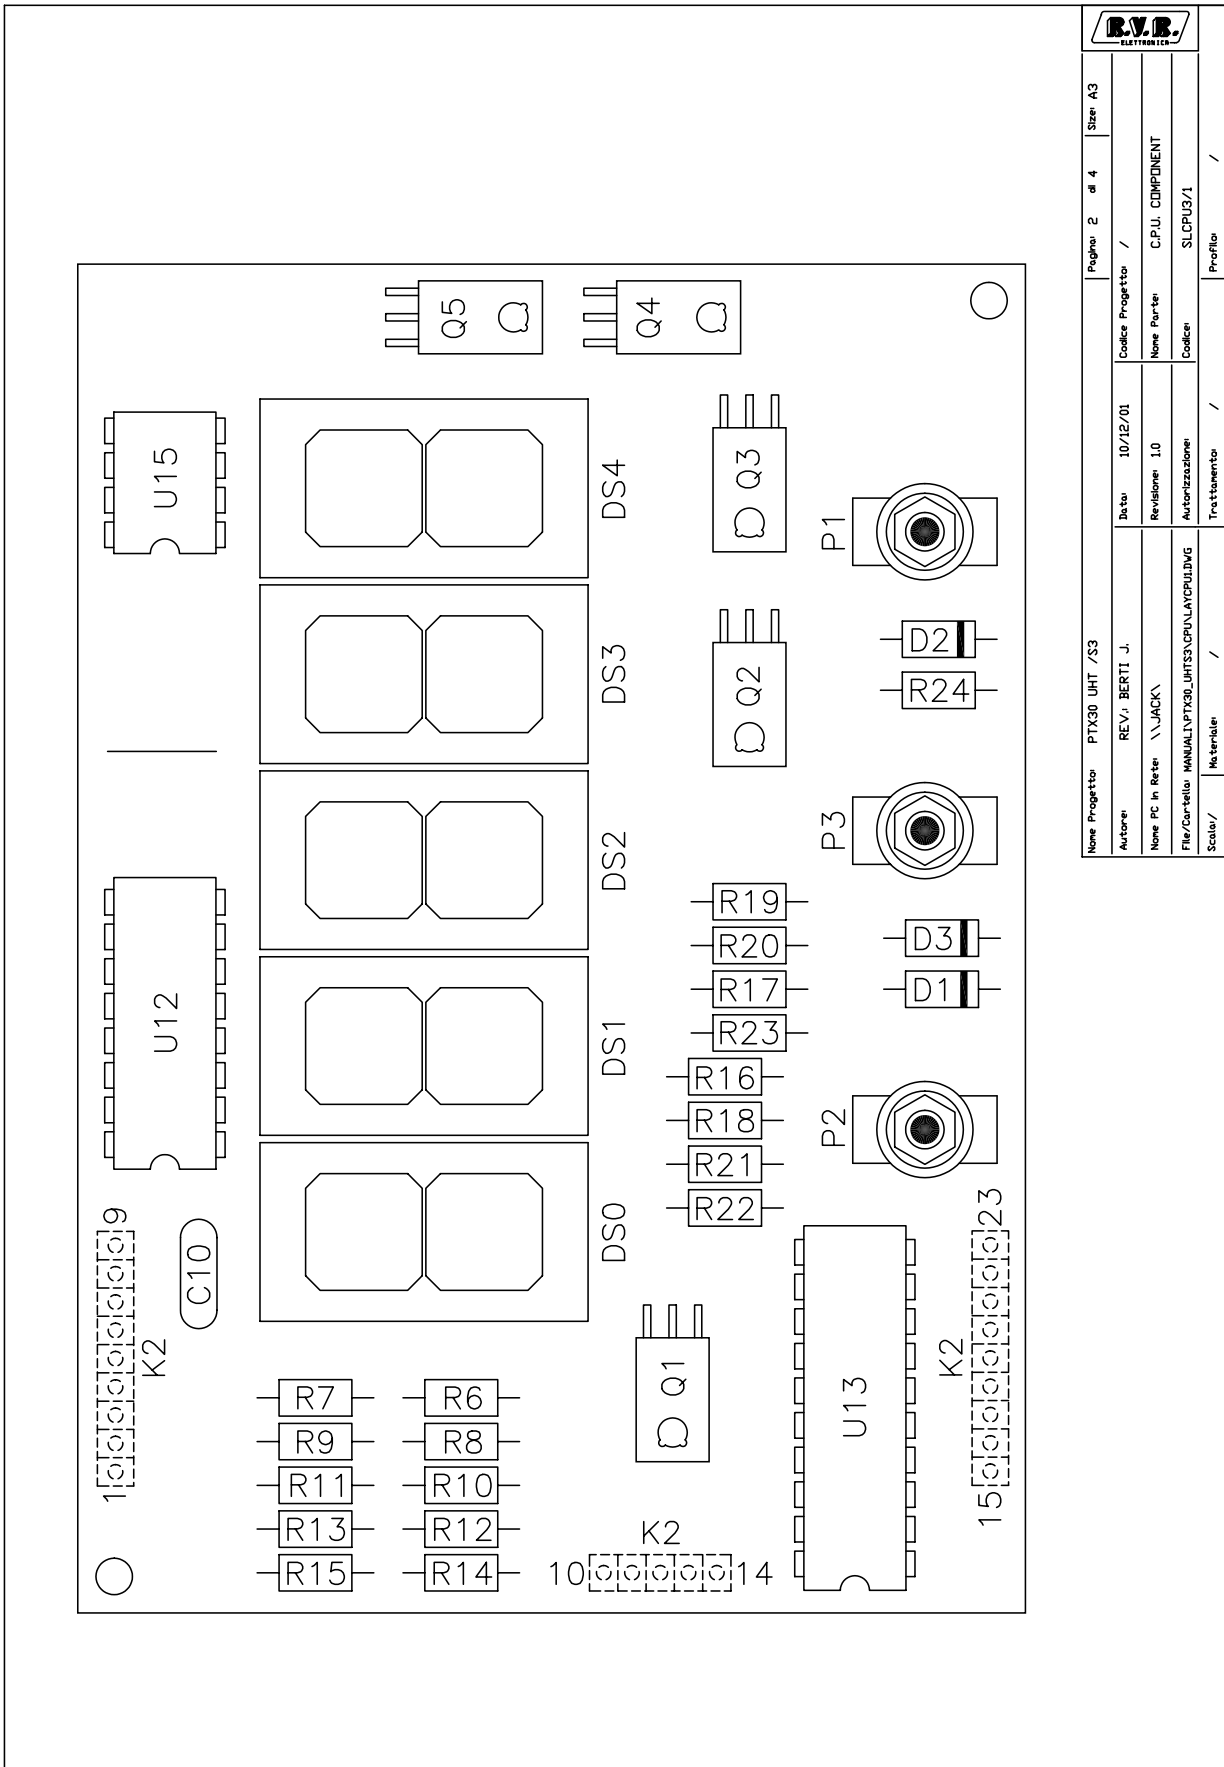 R.V.R.
ELETTRONICA
Nome Progetto: PTX30 UHT /S3
Pagina: 2 di 4
Size: A3
Autore: REV.: BERTI J.
Data: 10/12/01
Codice Progetto: /
Nome PC in Rete: \\JACK\
Revisione: 1.0
Nome Parte: C.P.U. COMPONENT
File/Cartella: MANUALI\PTX30_UHTS3\CPU\LAYCPU1.DWG
Autorizzazione:
Codice: SLCPU3/1
Scala: /
Materiale: /
Trattamento: /
Profilo: /
Q5
Q4
U15
DS4
Q3
P1
D2
R24
DS3
Q2
DS2
P3
R19
R20
R17
R23
D3
D1
U12
DS1
R16
R18
R21
R22
P2
DS0
9
C10
K2
1
23
K2
15
Q1
U13
R7
R6
R9
R8
R11
R10
R13
R12
R15
R14
K2
10
14